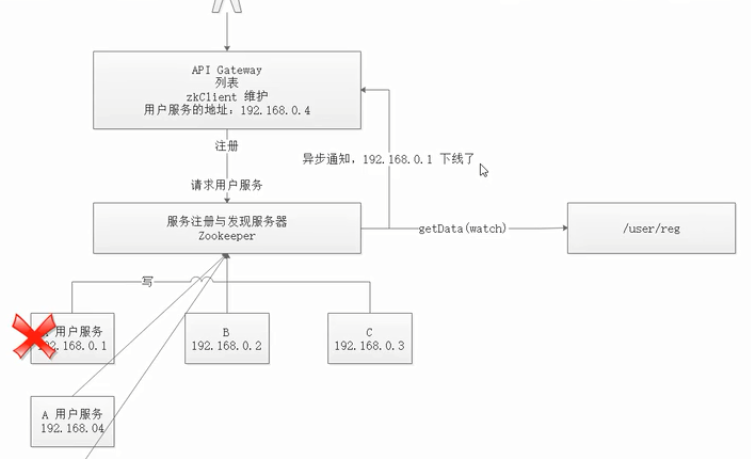 API Gateway
列表
zkClient 维护
用户服务的地址：192.168.0.4
注册
异步通知，192.168.0.1 下线了
请求用户服务
服务注册与发现服务器
Zookeeper
getData(watch)
/user/reg
写
用户服务
192.168.0.1
B
192.168.0.2
C
192.168.0.3
A 用户服务
192.168.04